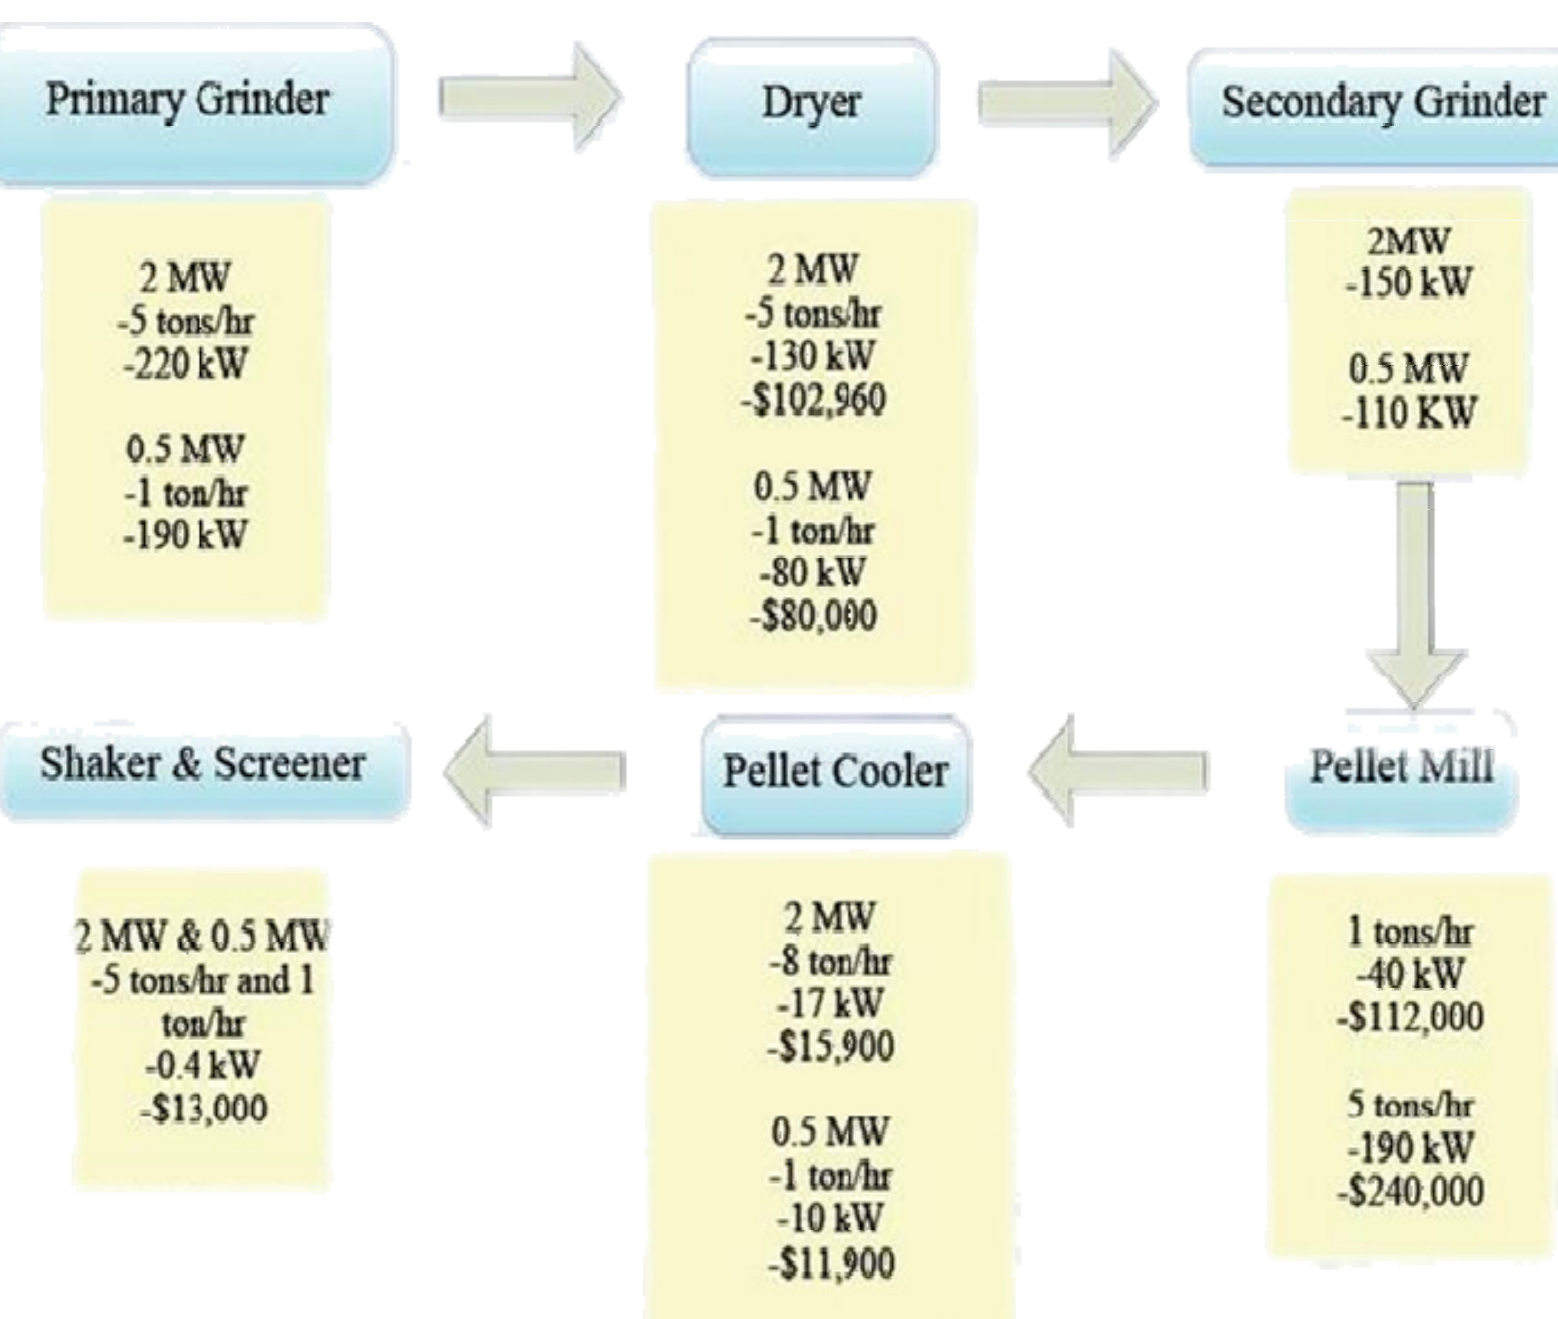 Primary Grinder
2 MW
-5 tons/hr
-220 kW
0.5 MW
-1 ton/hr
-190 kW
Dryer
2 MW
-5 tons/hr
-130 kW
-$102,960
0.5 MW
-1 ton/hr
-80 kW
-$80,000
Secondary Grinder
2MW
-150 kW
0.5 MW
-110 KW
Pellet Mill
1 tons/hr
-40 kW
-$112,000
5 tons/hr
-190 kW
-$240,000
Pellet Cooler
2 MW
-8 ton/hr
-17 kW
-$15,900
0.5 MW
-1 ton/hr
-10 kW
-$11,900
Shaker & Screener
2 MW & 0.5 MW
-5 tons/hr and 1
ton/hr
-0.4 kW
-$13,000